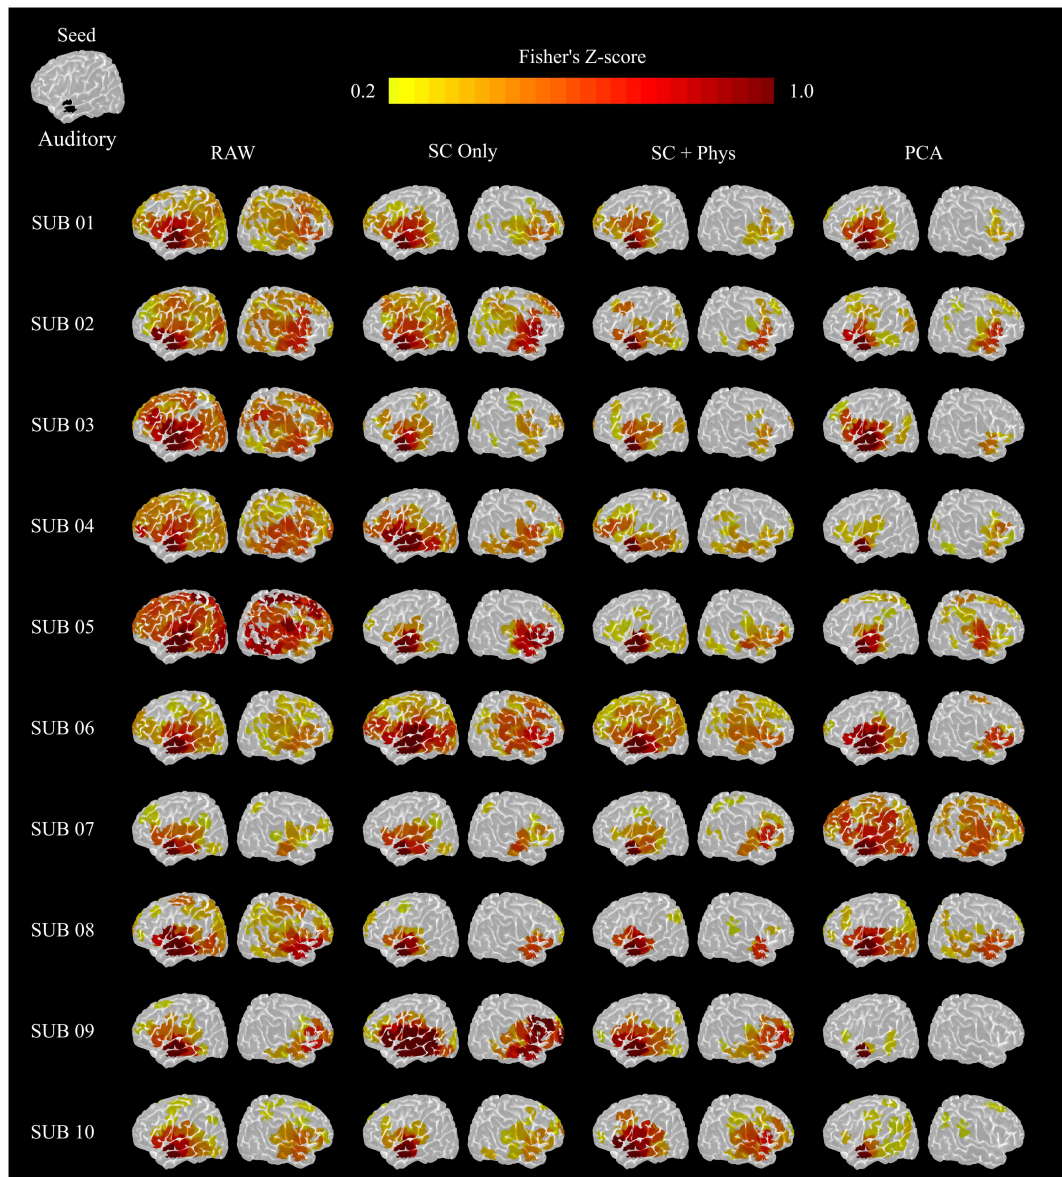 Seed
Fisher's Z-score
0.2
1.0
Auditory
RAW
SC Only
SC + Phys
PCA
SUB 01
SUB 02
SUB 03
SUB 04
SUB 05
SUB 06
SUB 07
SUB 08
SUB 09
SUB 10